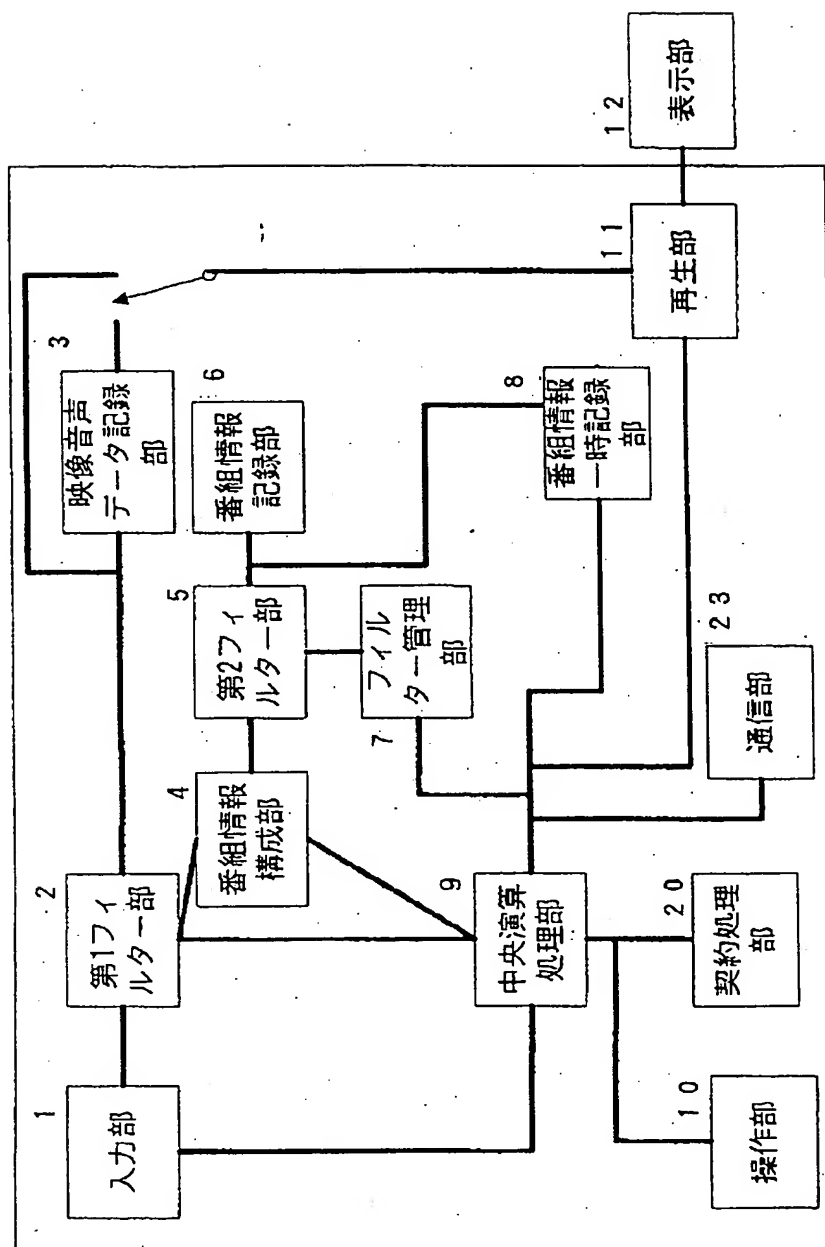 1
入力部
2
第1フィ
ルター部
3
映像音声
データ記録
部
4
番組情報
構成部
5
第2フィ
ルター部
6
番組情報
記録部
7
フィル
ター管理
部
8
番組情報
一時記録
部
9
中央演算
処理部
10
操作部
20
契約処理
部
23
通信部
11
再生部
12
表示部